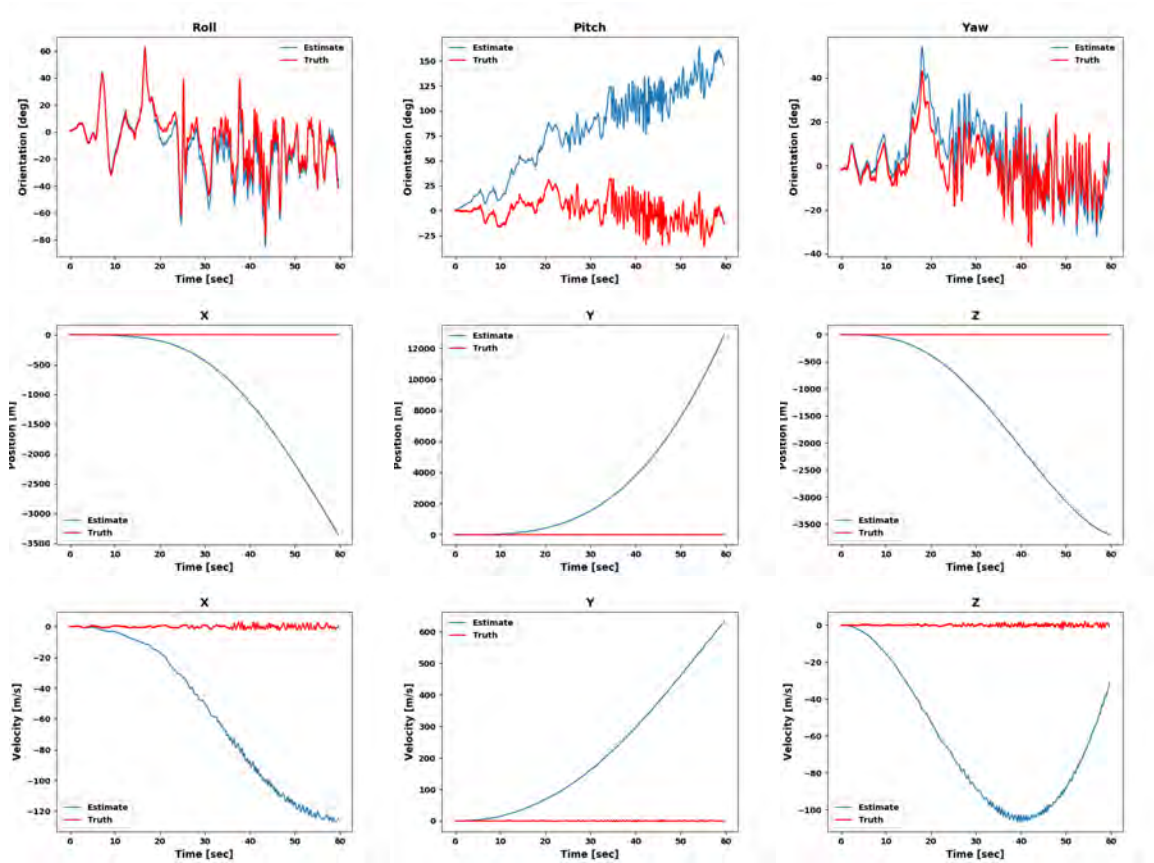 Roll
Orientation [deg]
60
40
20
0
−20
−40
−60
−80
Estimate
Truth
0 10 20 30 40 50 60
Time [sec]
Pitch
Orientation [deg]
150
125
100
75
50
25
0
−25
Estimate
Truth
0 10 20 30 40 50 60
Time [sec]
Yaw
Orientation [deg]
40
20
0
−20
−40
Estimate
Truth
0 10 20 30 40 50 60
Time [sec]
X
Position [m]
0
−500
−1000
−1500
−2000
−2500
−3000
−3500
Estimate
Truth
0 10 20 30 40 50 60
Time [sec]
Y
Position [m]
12000
10000
8000
6000
4000
2000
0
Estimate
Truth
0 10 20 30 40 50 60
Time [sec]
Z
Position [m]
0
−500
−1000
−1500
−2000
−2500
−3000
−3500
Estimate
Truth
0 10 20 30 40 50 60
Time [sec]
X
Velocity [m/s]
0
−20
−40
−60
−80
−100
−120
Estimate
Truth
0 10 20 30 40 50 60
Time [sec]
Y
Velocity [m/s]
600
500
400
300
200
100
0
Estimate
Truth
0 10 20 30 40 50 60
Time [sec]
Z
Velocity [m/s]
0
−20
−40
−60
−80
−100
Estimate
Truth
0 10 20 30 40 50 60
Time [sec]